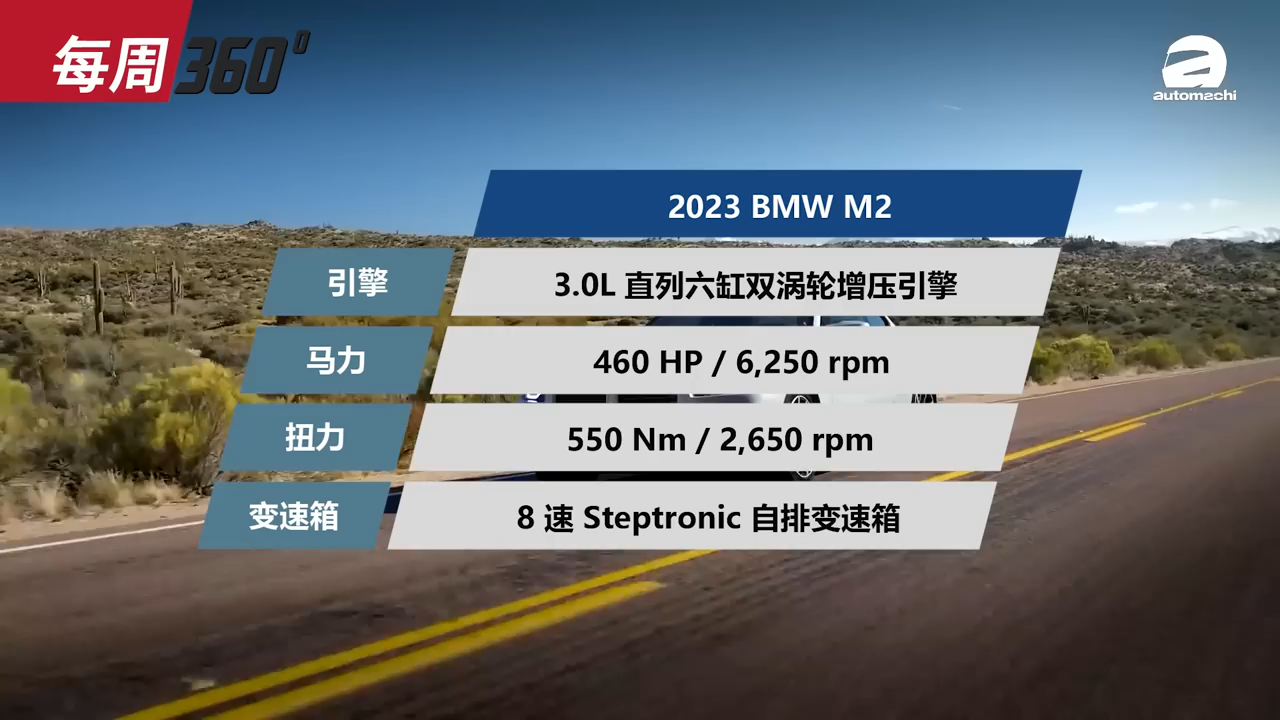 每周360°
automachi
2023 BMW M2
引擎 3.0L 直列六缸双涡轮增压引擎
马力 460 HP / 6,250 rpm
扭力 550 Nm / 2,650 rpm
变速箱 8 速 Steptronic 自排变速箱